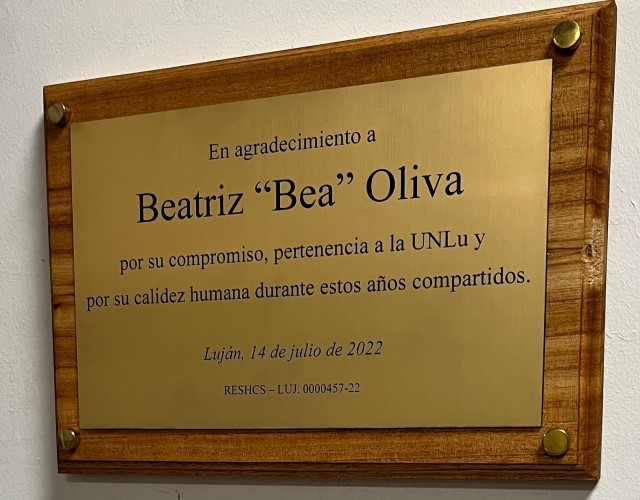 En agradecimiento a
Beatriz “Bea” Oliva
por su compromiso, pertenencia a la UNLu y
por su calidez humana durante estos años compartidos.
Luján, 14 de julio de 2022
RESHCS – LUJ. 0000457-22